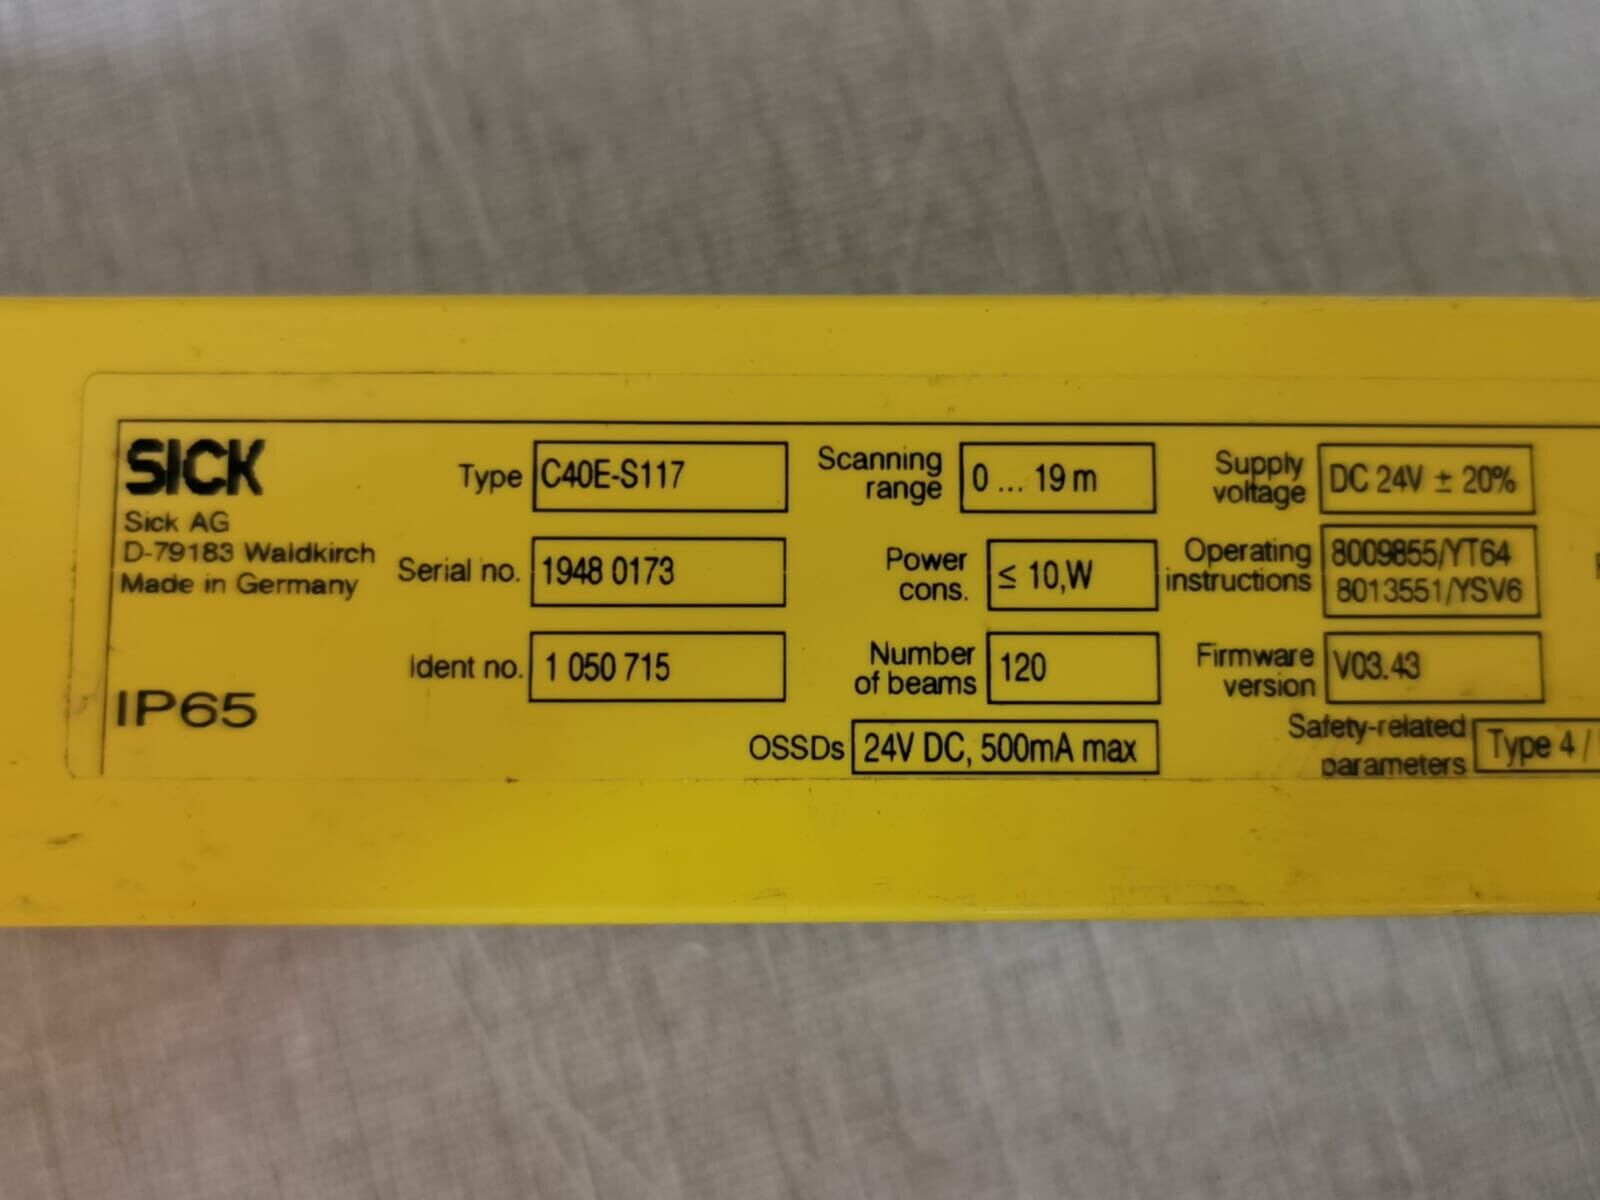 SICK
Sick AG
D-79183 Waldkirch
Made in Germany
IP65
Type C40E-S117
Serial no. 1948 0173
Ident no. 1 050 715
Scanning range 0 ... 19 m
Power cons. ≤ 10,W
Number of beams 120
OSSDs 24V DC, 500mA max
Supply voltage DC 24V ± 20%
Operating instructions 8009855/YT64
8013551/YSV6
Firmware version V03.43
Safety-related parameters Type 4 /